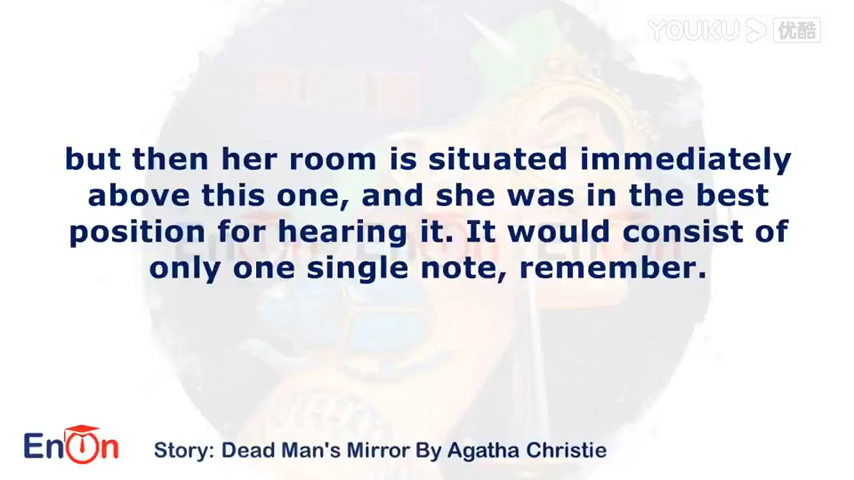 YOUKU 优酷
but then her room is situated immediately
above this one, and she was in the best
position for hearing it. It would consist of
only one single note, remember.
EnOn
Story: Dead Man's Mirror By Agatha Christie